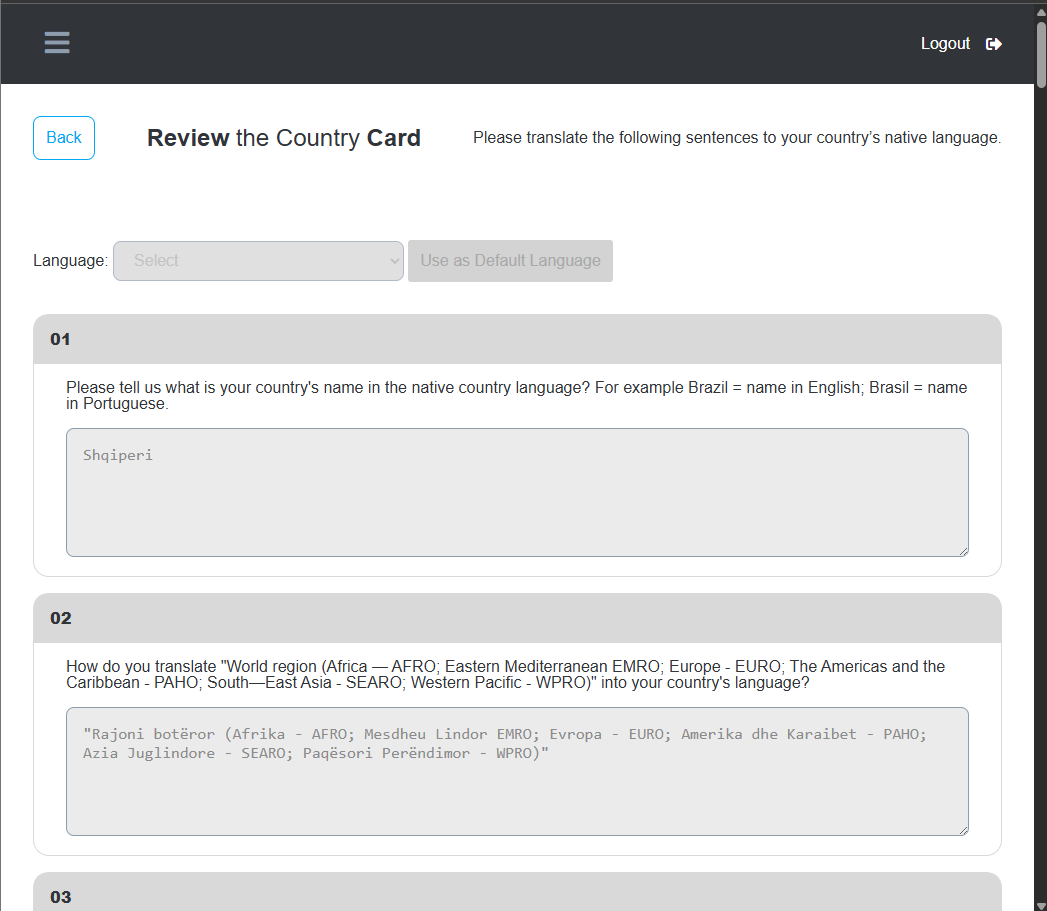 Logout
Back
Review the Country Card
Please translate the following sentences to your country’s native language.
Language:
Select
Use as Default Language
01
Please tell us what is your country's name in the native country language? For example Brazil = name in English; Brasil = name
in Portuguese.
Shqiperi
02
How do you translate "World region (Africa — AFRO; Eastern Mediterranean EMRO; Europe - EURO; The Americas and the
Caribbean - PAHO; South—East Asia - SEARO; Western Pacific - WPRO)" into your country's language?
"Rajoni botëror (Afrika - AFRO; Mesdheu Lindor EMRO; Evropa - EURO; Amerika dhe Karaibet - PAHO;
Azia Juglindore - SEARO; Paqësori Perëndimor - WPRO)"
03